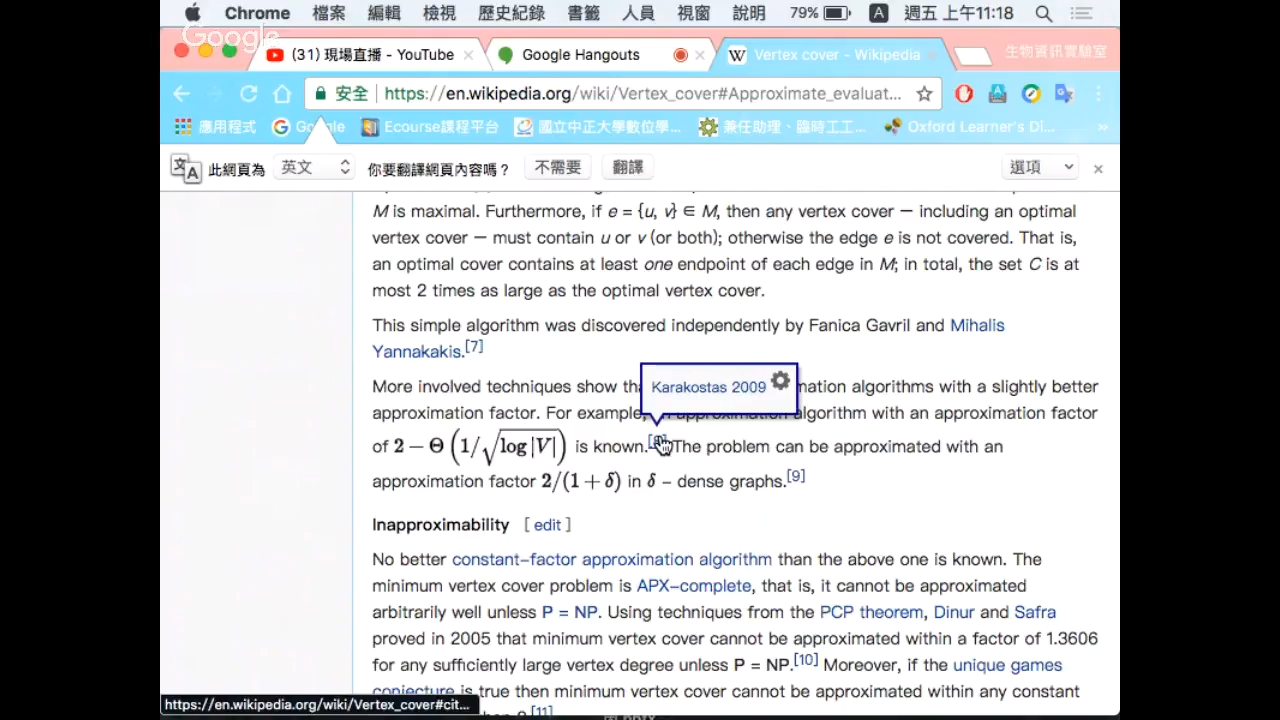 Chrome 檔案 編輯 檢視 歷史紀錄 書籤 人員 視窗 說明 79% A 週五 上午11:18
Google
(31) 現場直播 - YouTube × Google Hangouts × W Vertex cover - Wikipedia × 生物資訊實驗室
安全 | https://en.wikipedia.org/wiki/Vertex_cover#Approximate_evaluat...
應用程式 Google Ecourse課程平台 國立中正大學數位學... 兼任助理、臨時工工... Oxford Learner's Di... »
此網頁為 英文 你要翻譯網頁內容嗎？ 不需要 翻譯 選項 ×
M is maximal. Furthermore, if e = {u, v} ∈ M, then any vertex cover — including an optimal
vertex cover — must contain u or v (or both); otherwise the edge e is not covered. That is,
an optimal cover contains at least one endpoint of each edge in M; in total, the set C is at
most 2 times as large as the optimal vertex cover.
This simple algorithm was discovered independently by Fanica Gavril and Mihalis
Yannakakis.[7]
Karakostas 2009
More involved techniques show tha mation algorithms with a slightly better
approximation factor. For example, an approximation algorithm with an approximation factor
of 2 − Θ (1/√log |V|) is known. The problem can be approximated with an
approximation factor 2/(1 + δ) in δ – dense graphs.[9]
Inapproximability [ edit ]
No better constant-factor approximation algorithm than the above one is known. The
minimum vertex cover problem is APX-complete, that is, it cannot be approximated
arbitrarily well unless P = NP. Using techniques from the PCP theorem, Dinur and Safra
proved in 2005 that minimum vertex cover cannot be approximated within a factor of 1.3606
for any sufficiently large vertex degree unless P = NP.[10] Moreover, if the unique games
conjecture is true then minimum vertex cover cannot be approximated within any constant
[11]
https://en.wikipedia.org/wiki/Vertex_cover#cit...